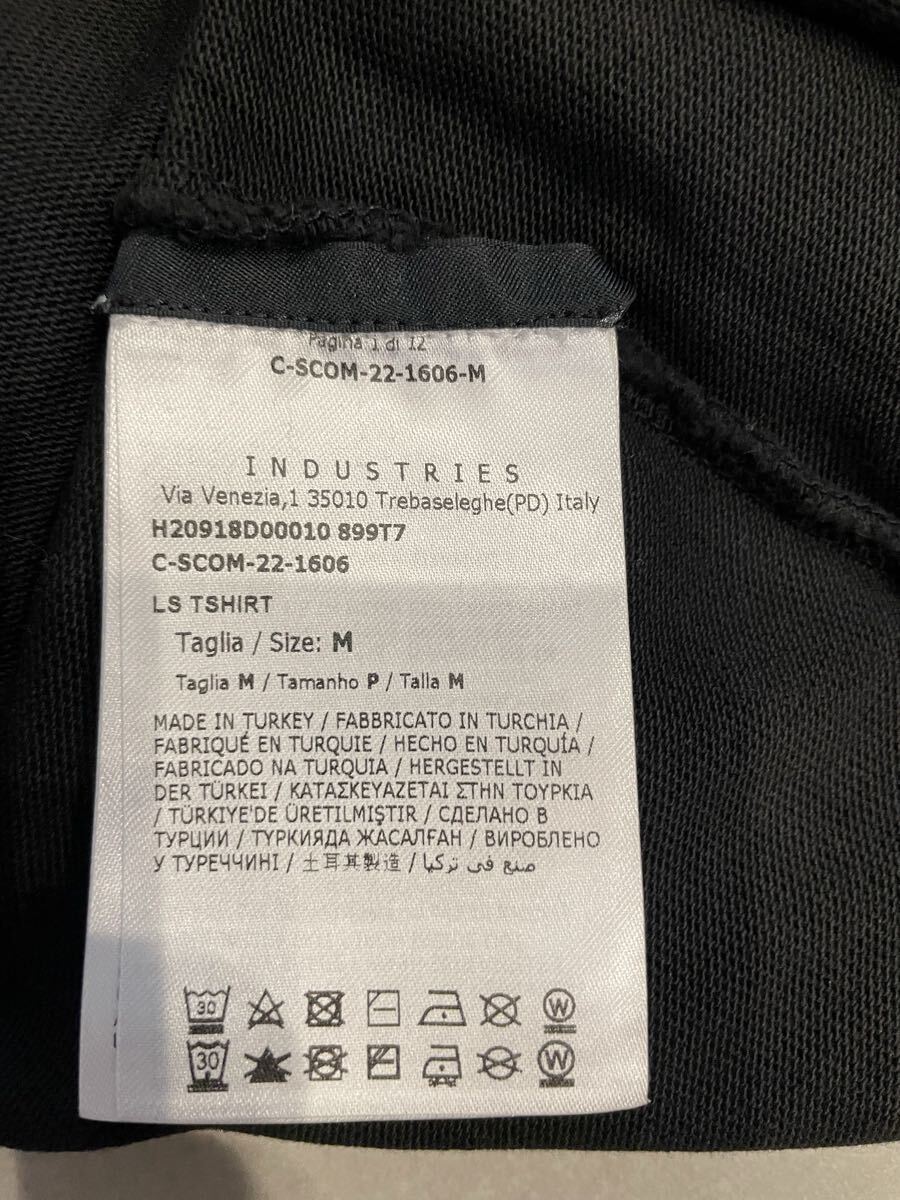 Pagina 1 di 12
C-SCOM-22-1606-M
INDUSTRIES
Via Venezia,1 35010 Trebaseleghe(PD) Italy
H20918D00010 899T7
C-SCOM-22-1606
LS TSHIRT
Taglia / Size: M
Taglia M / Tamanho P / Talla M
MADE IN TURKEY / FABBRICATO IN TURCHIA /
FABRIQUÉ EN TURQUIE / HECHO EN TURQUÍA /
FABRICADO NA TURQUIA / HERGESTELLT IN
DER TÜRKEI / ΚΑΤΑΣΚΕΥΑΖΕΤΑΙ ΣΤΗΝ ΤΟΥΡΚΙΑ
/ TÜRKIYE'DE ÜRETILMIŞTIR / СДЕЛАНО В
ТУРЦИИ / ТҮРКИЯДА ЖАСАЛҒАН / ВИРОБЛЕНО
У ТУРЕЧЧИНІ / 土耳其製造 / صنع في تركيا
30 W
30 W